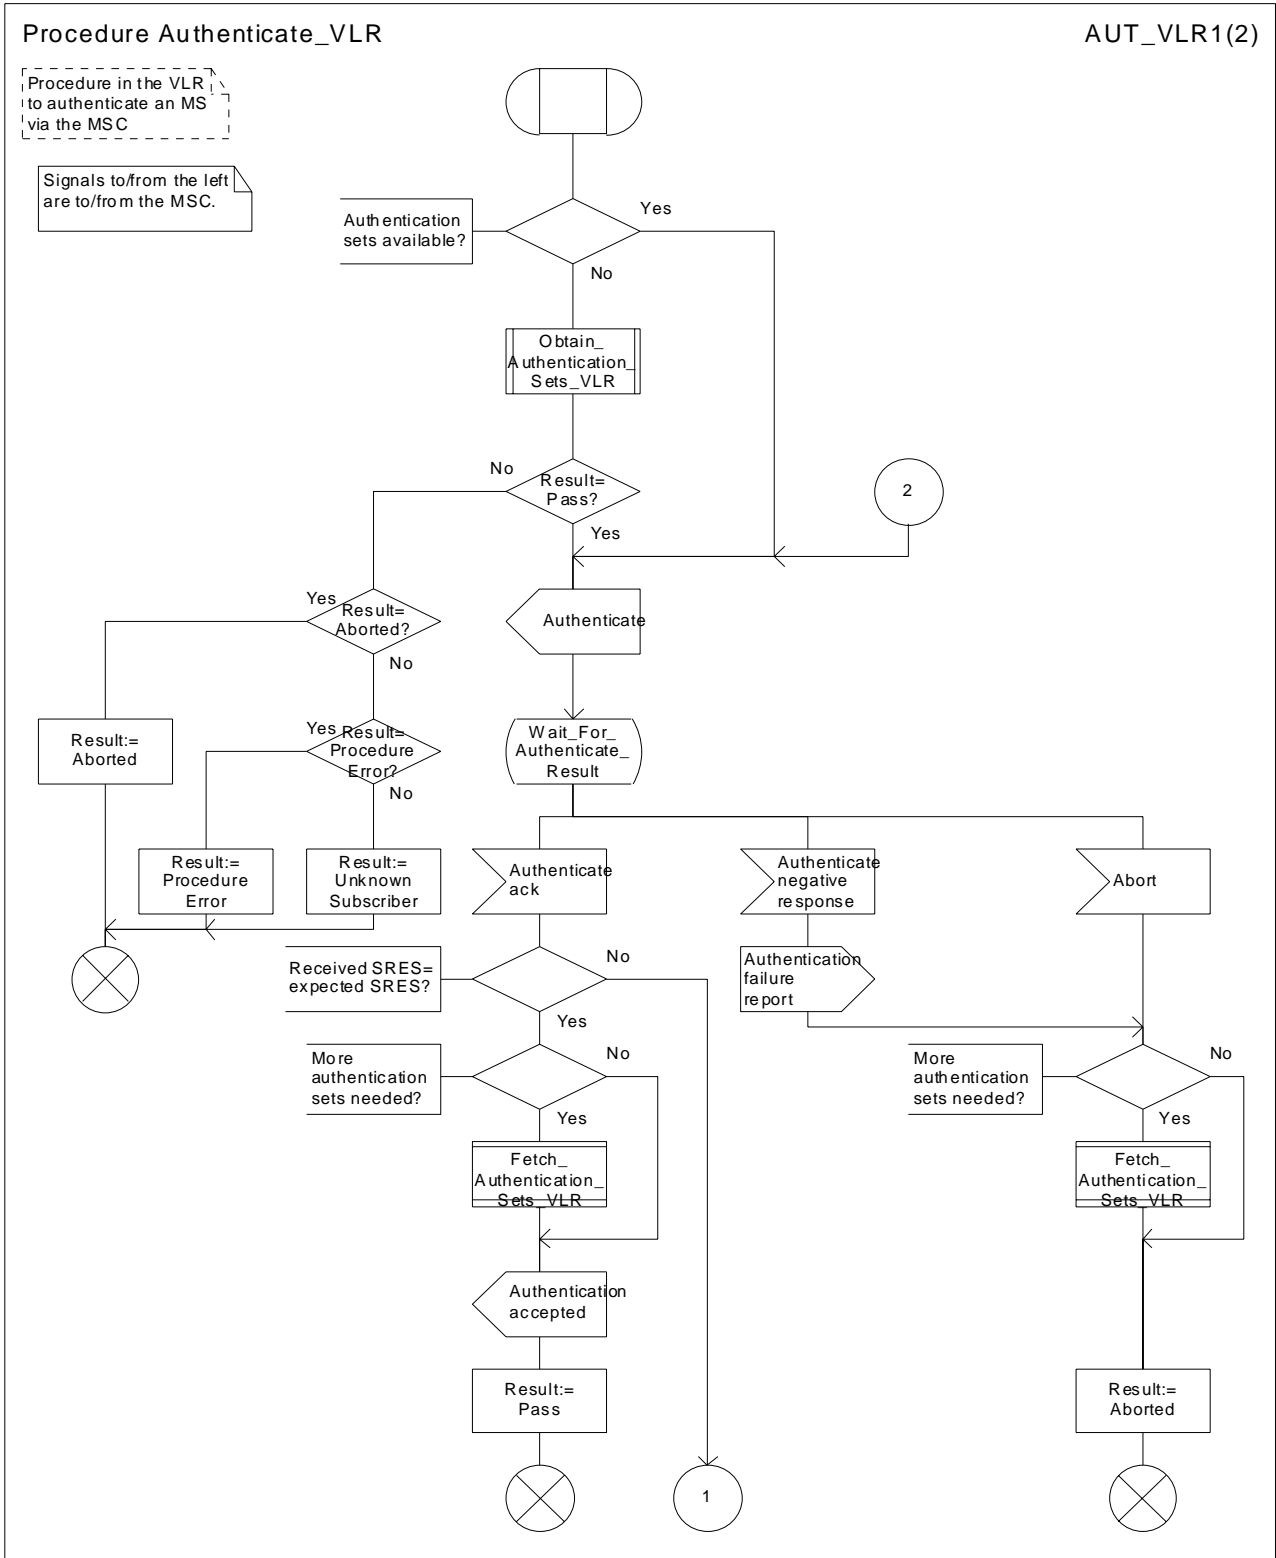 Procedure Authenticate_VLR
AUT_VLR1(2)
Procedure in the VLR
to authenticate an MS
via the MSC
Signals to/from the left
are to/from the MSC.
Authentication
sets available?
Yes
No
Obtain_
Authentication_
Sets_VLR
No
Result=
Pass?
Yes
2
Yes
Result=
Aborted?
No
Authenticate
Result:=
Aborted
Yes
Result=
Procedure
Error?
No
Wait_For_
Authenticate_
Result
Result:=
Procedure
Error
Result:=
Unknown
Subscriber
Authenticate
ack
Authenticate
negative
response
Abort
Received SRES=
expected SRES?
No
Yes
Authentication
failure
report
More
authentication
sets needed?
No
Yes
More
authentication
sets needed?
No
Yes
Fetch_
Authentication_
Sets_VLR
Fetch_
Authentication_
Sets_VLR
Authentication
accepted
Result:=
Pass
Result:=
Aborted
1